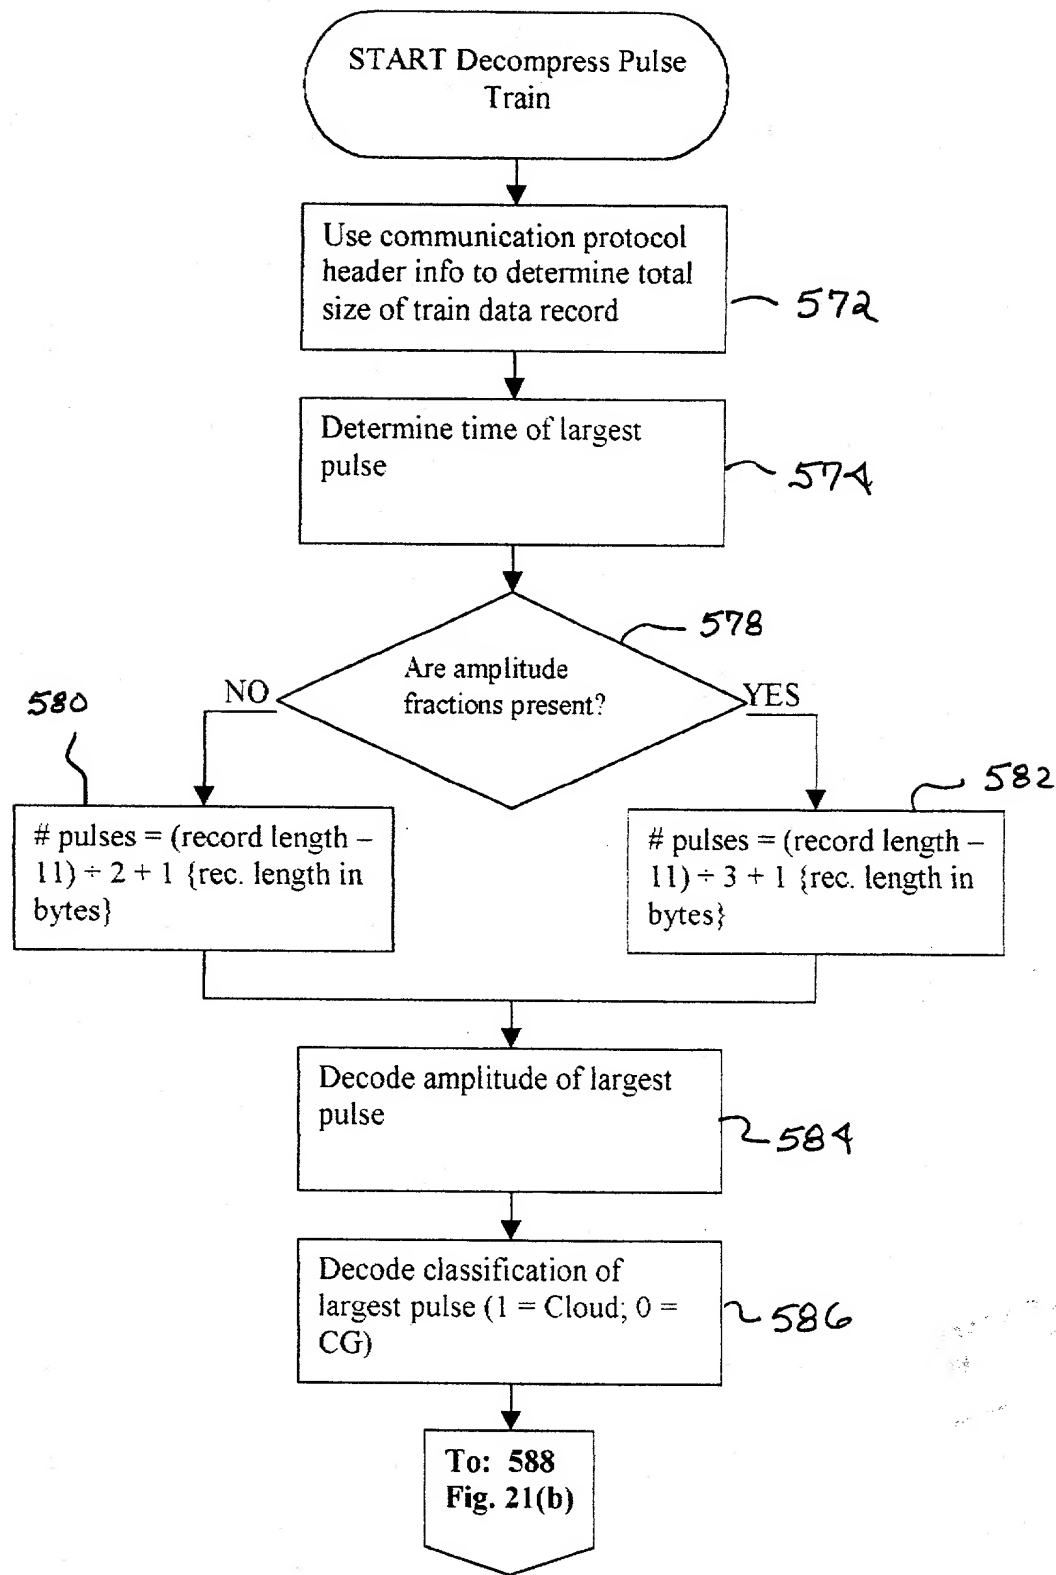 START Decompress Pulse
Train
Use communication protocol
header info to determine total
size of train data record
572
Determine time of largest
pulse
574
578
Are amplitude
fractions present?
NO
YES
580
582
# pulses = (record length –
11) ÷ 2 + 1 {rec. length in
bytes}
# pulses = (record length –
11) ÷ 3 + 1 {rec. length in
bytes}
Decode amplitude of largest
pulse
584
Decode classification of
largest pulse (1 = Cloud; 0 =
CG)
586
To: 588
Fig. 21(b)